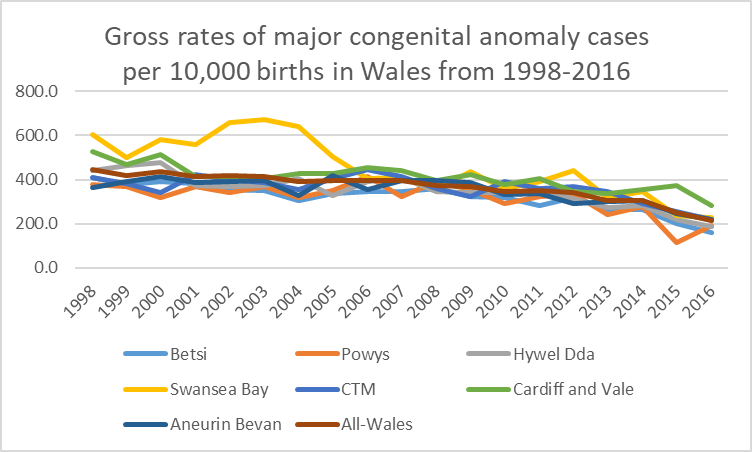 Gross rates of major congenital anomaly cases
per 10,000 births in Wales from 1998-2016
800.0
600.0
400.0
200.0
0.0
1998 1999 2000 2001 2002 2003 2004 2005 2006 2007 2008 2009 2010 2011 2012 2013 2014 2015 2016
Betsi Powys Hywel Dda
Swansea Bay CTM Cardiff and Vale
Aneurin Bevan All-Wales